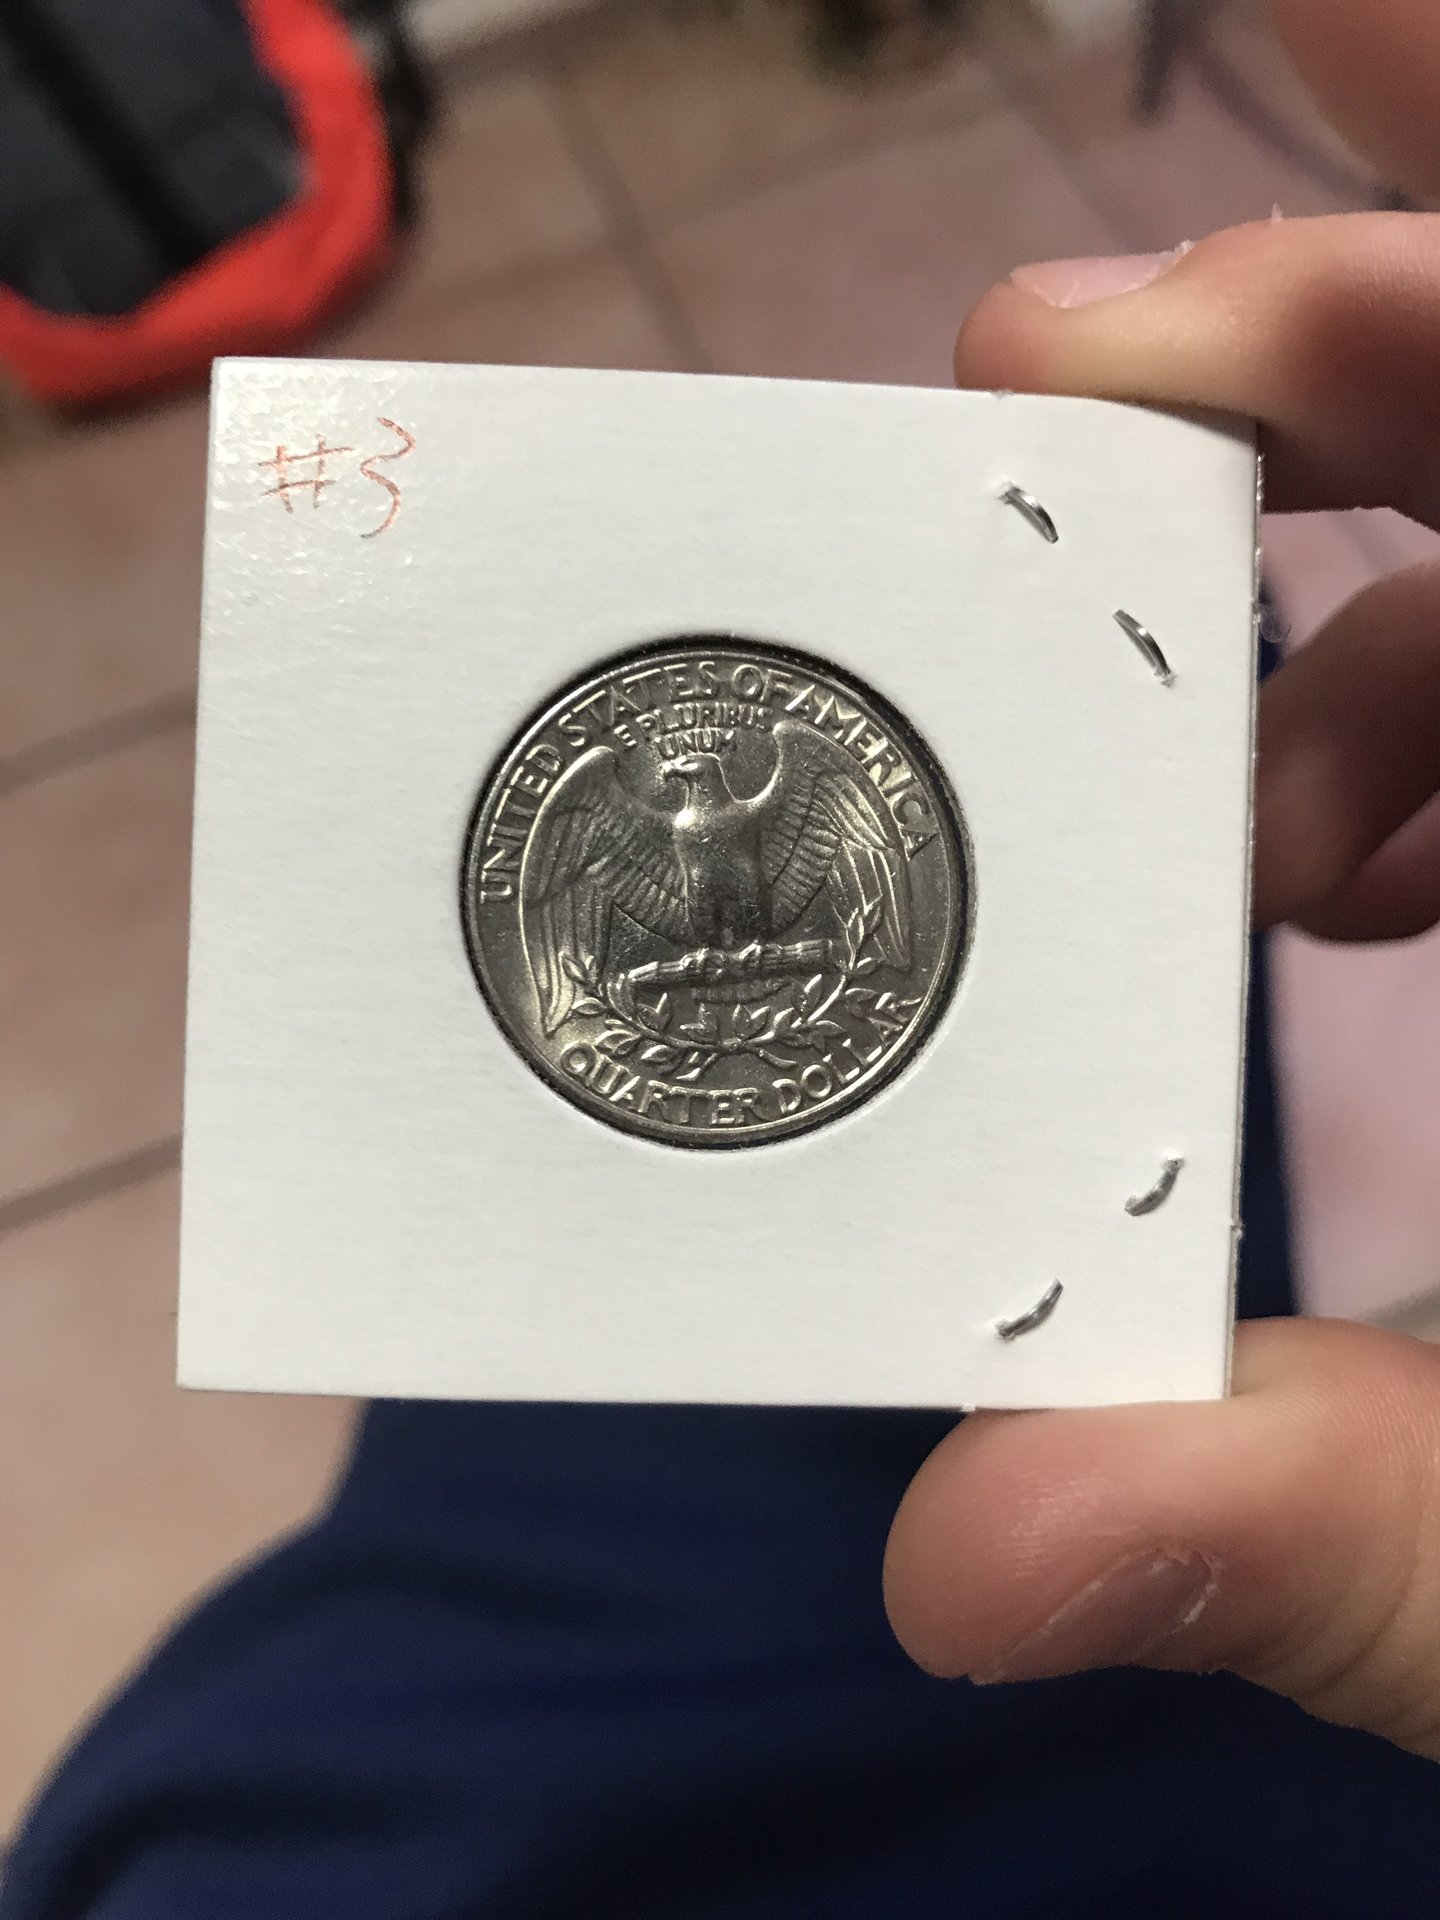 #3
UNITED STATES OF AMERICA
E PLURIBUS
UNUM
QUARTER DOLLAR